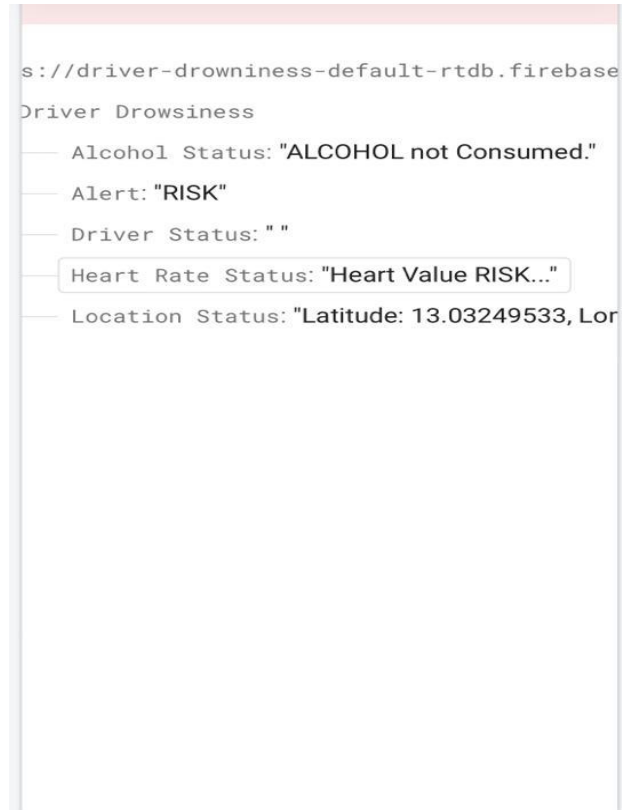 s://driver-drowniness-default-rtdb.firebase
Driver Drowsiness
Alcohol Status: "ALCOHOL not Consumed."
Alert: "RISK"
Driver Status: " "
Heart Rate Status: "Heart Value RISK..."
Location Status: "Latitude: 13.03249533, Lon